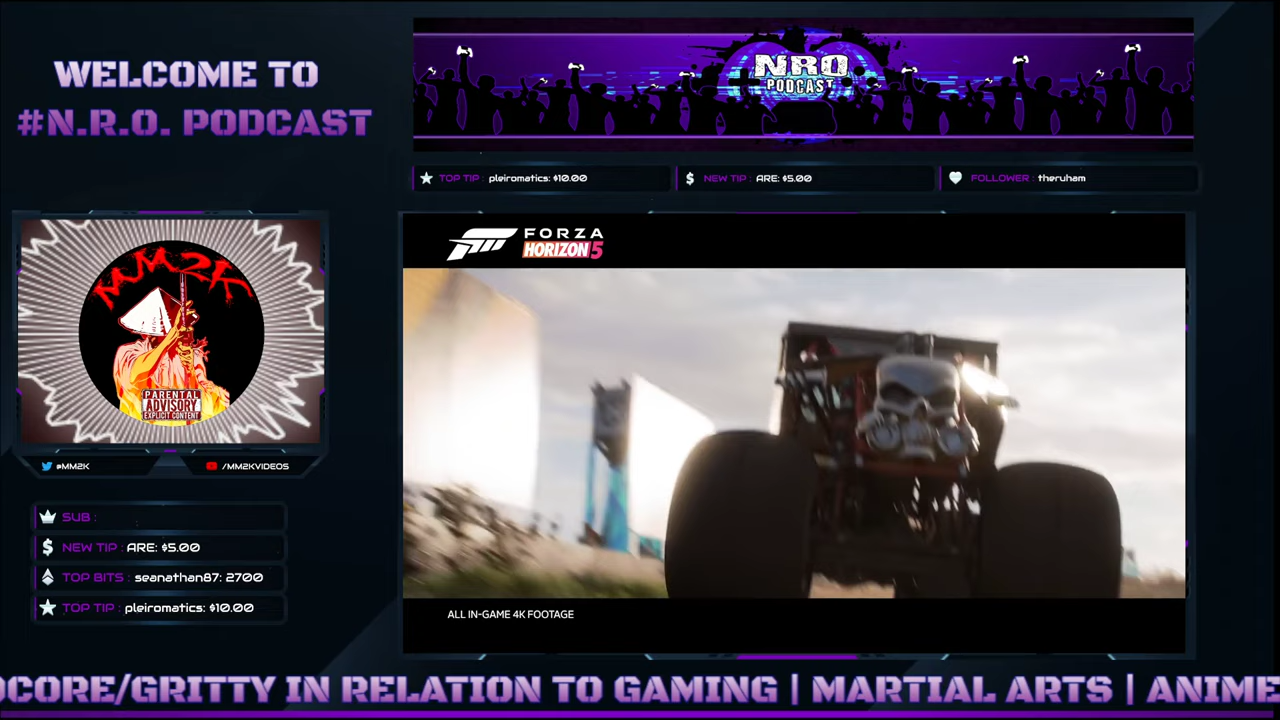 WELCOME TO
#N.R.O. PODCAST
NRO
PODCAST
TOP TIP : pleiromatics: $10.00
NEW TIP : ARE: $5.00
FOLLOWER : theruham
MM2K
PARENTAL
ADVISORY
EXPLICIT CONTENT
@MM2K
/MM2KVIDEOS
SUB :
NEW TIP : ARE: $5.00
TOP BITS : seanathan87: 2700
TOP TIP : pleiromatics: $10.00
FORZA
HORIZON 5
ALL IN-GAME 4K FOOTAGE
DCORE/GRITTY IN RELATION TO GAMING | MARTIAL ARTS | ANIME